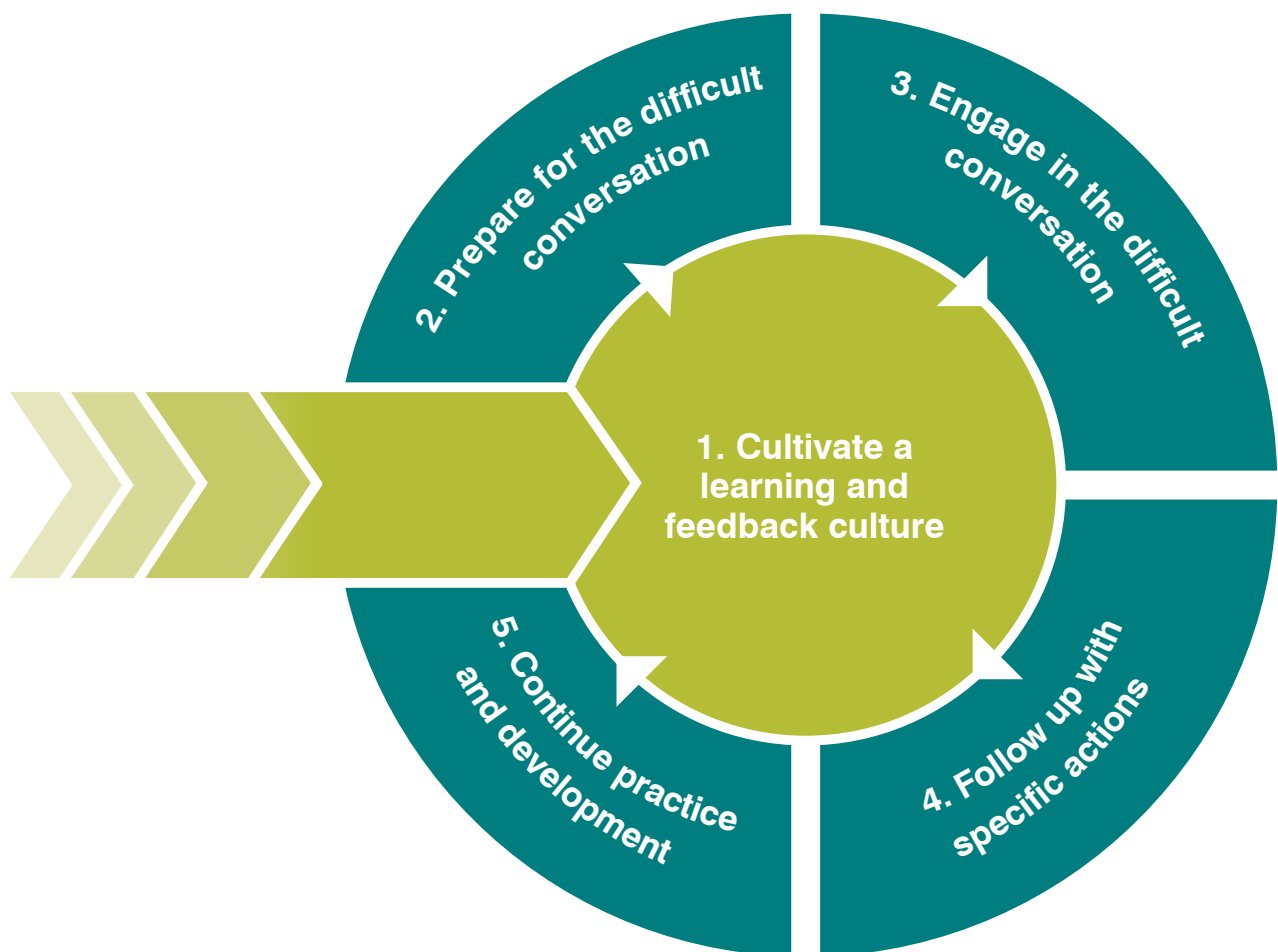 1. Cultivate a
learning and
feedback culture
2. Prepare for the difficult
conversation
3. Engage in the difficult
conversation
4. Follow up with
specific actions
5. Continue practice
and development